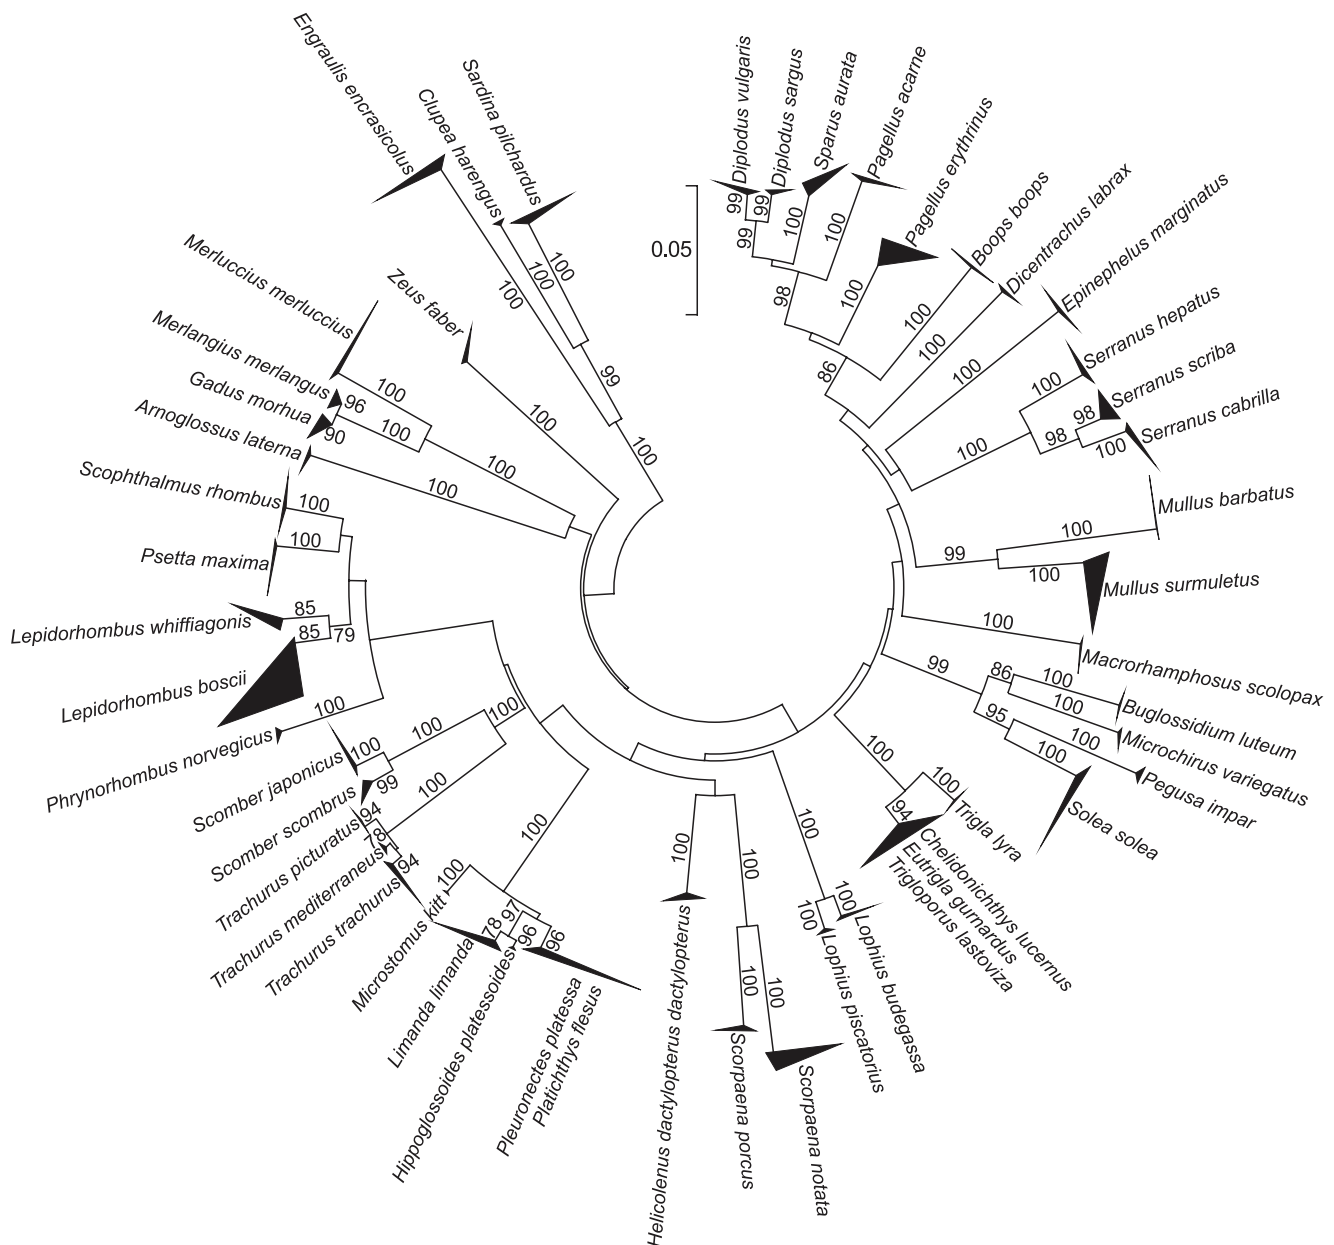 Engraulis encrasicolus
Clupea harengus
Sardina pilchardus
100
100
100
99
100
0.05
Diplodus vulgaris
Diplodus sargus
Sparus aurata
Pagellus acarne
Pagellus erythrinus
Boops boops
Dicentrachus labrax
Epinephelus marginatus
Serranus hepatus
Serranus scriba
Serranus cabrilla
Mullus barbatus
Mullus surmuletus
Macrorhamphosus scolopax
Buglossidium luteum
Microchirus variegatus
Pegusa impar
Solea solea
Trigla lyra
Chelidonichthys lucernus
Eutrigla gurnardus
Trigloporus lastoviza
Lophius budegassa
Lophius piscatorius
Scorpaena notata
Scorpaena porcus
Helicolenus dactylopterus dactylopterus
Platichthys flesus
Pleuronectes platessa
Hippoglossoides platessoides
Limanda limanda
Microstomus kitt
Trachurus trachurus
Trachurus mediterraneus
Trachurus picturatus
Scomber scombrus
Scomber japonicus
Phrynorhombus norvegicus
Lepidorhombus boscii
Lepidorhombus whiffiagonis
Psetta maxima
Scophthalmus rhombus
Arnoglossus laterna
Gadus morhua
Merlangius merlangus
Merluccius merluccius
Zeus faber
99
99
99
100
100
98
100
86
100
100
100
100
100
98
98
100
100
99
100
100
99
86
100
100
95
100
100
100
100
94
100
100
100
100
100
100
100
100
97
78
96
96
100
100
100
99
100
94
78
94
100
85
85
79
100
100
100
100
96
90
100
100
100